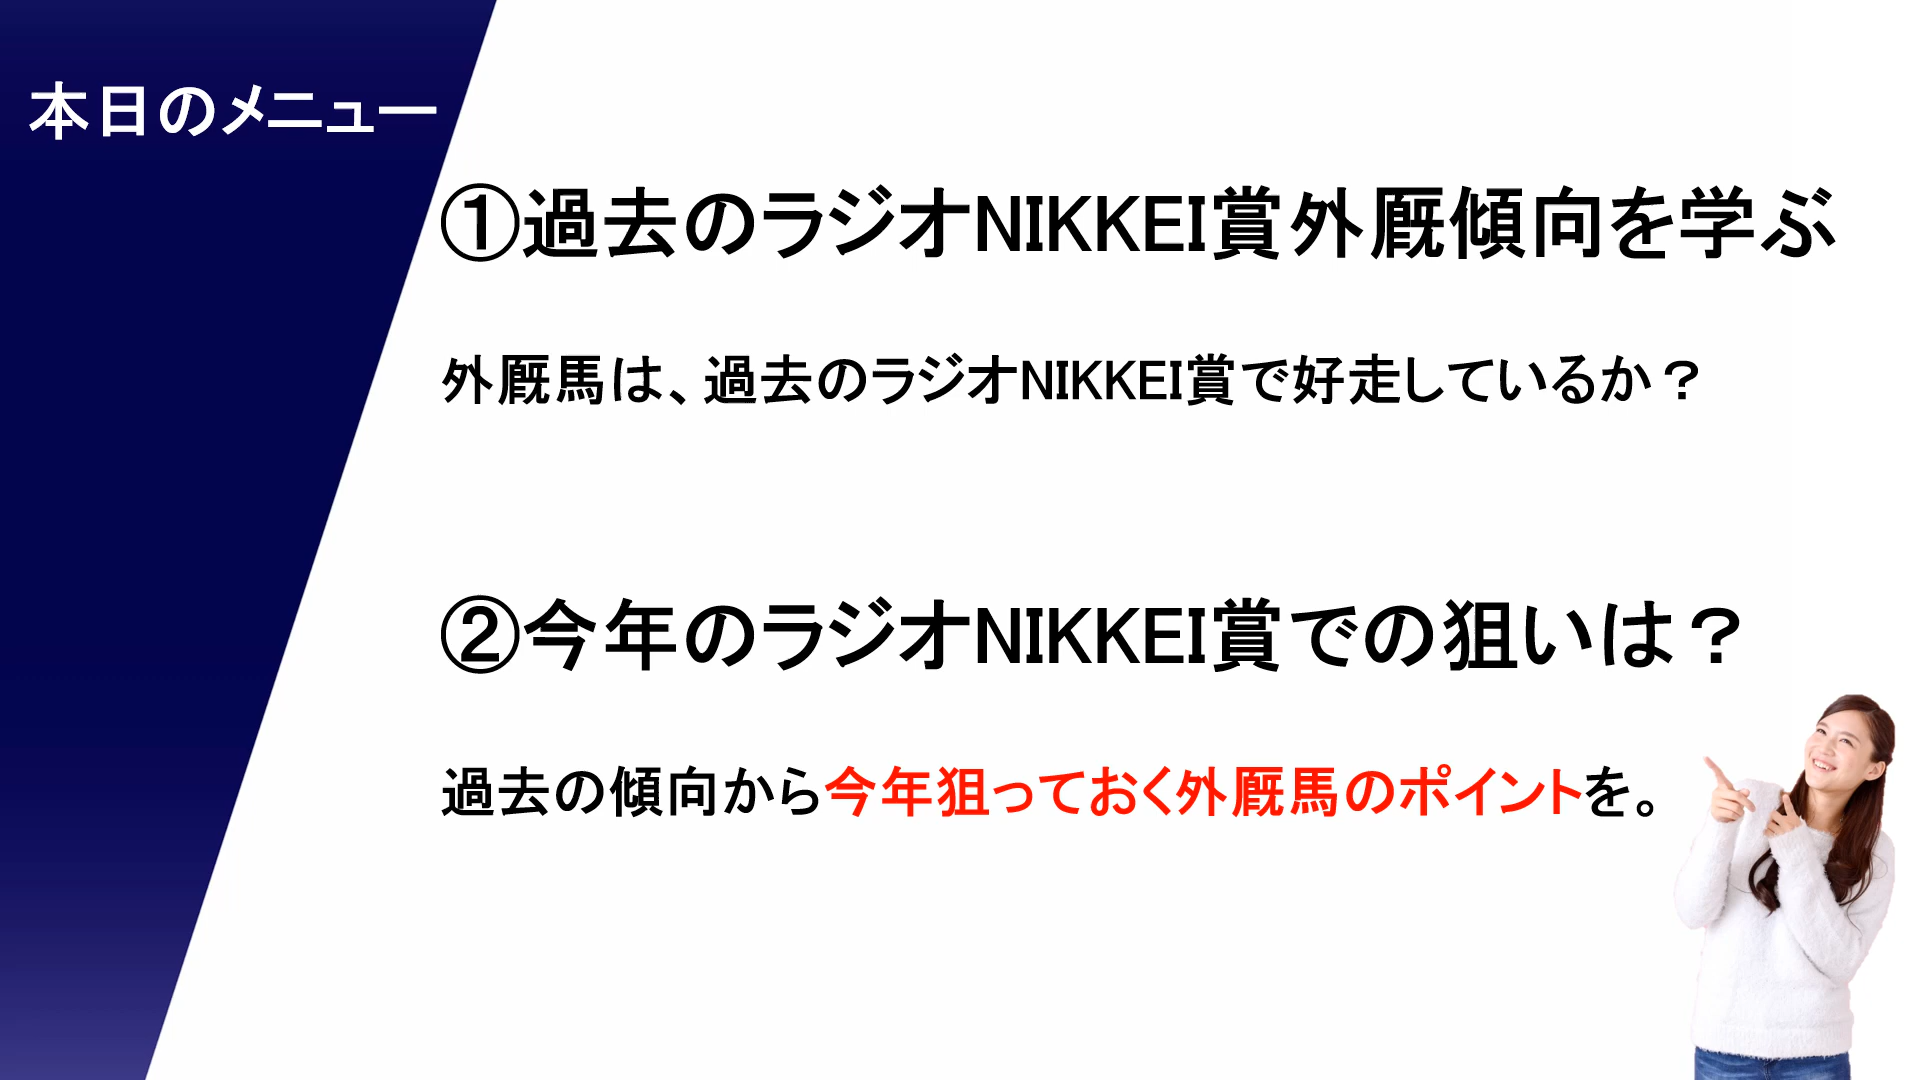 本日のメニュー
①過去のラジオNIKKEI賞外厩傾向を学ぶ
外厩馬は、過去のラジオNIKKEI賞で好走しているか？
②今年のラジオNIKKEI賞での狙いは？
過去の傾向から今年狙っておく外厩馬のポイントを。